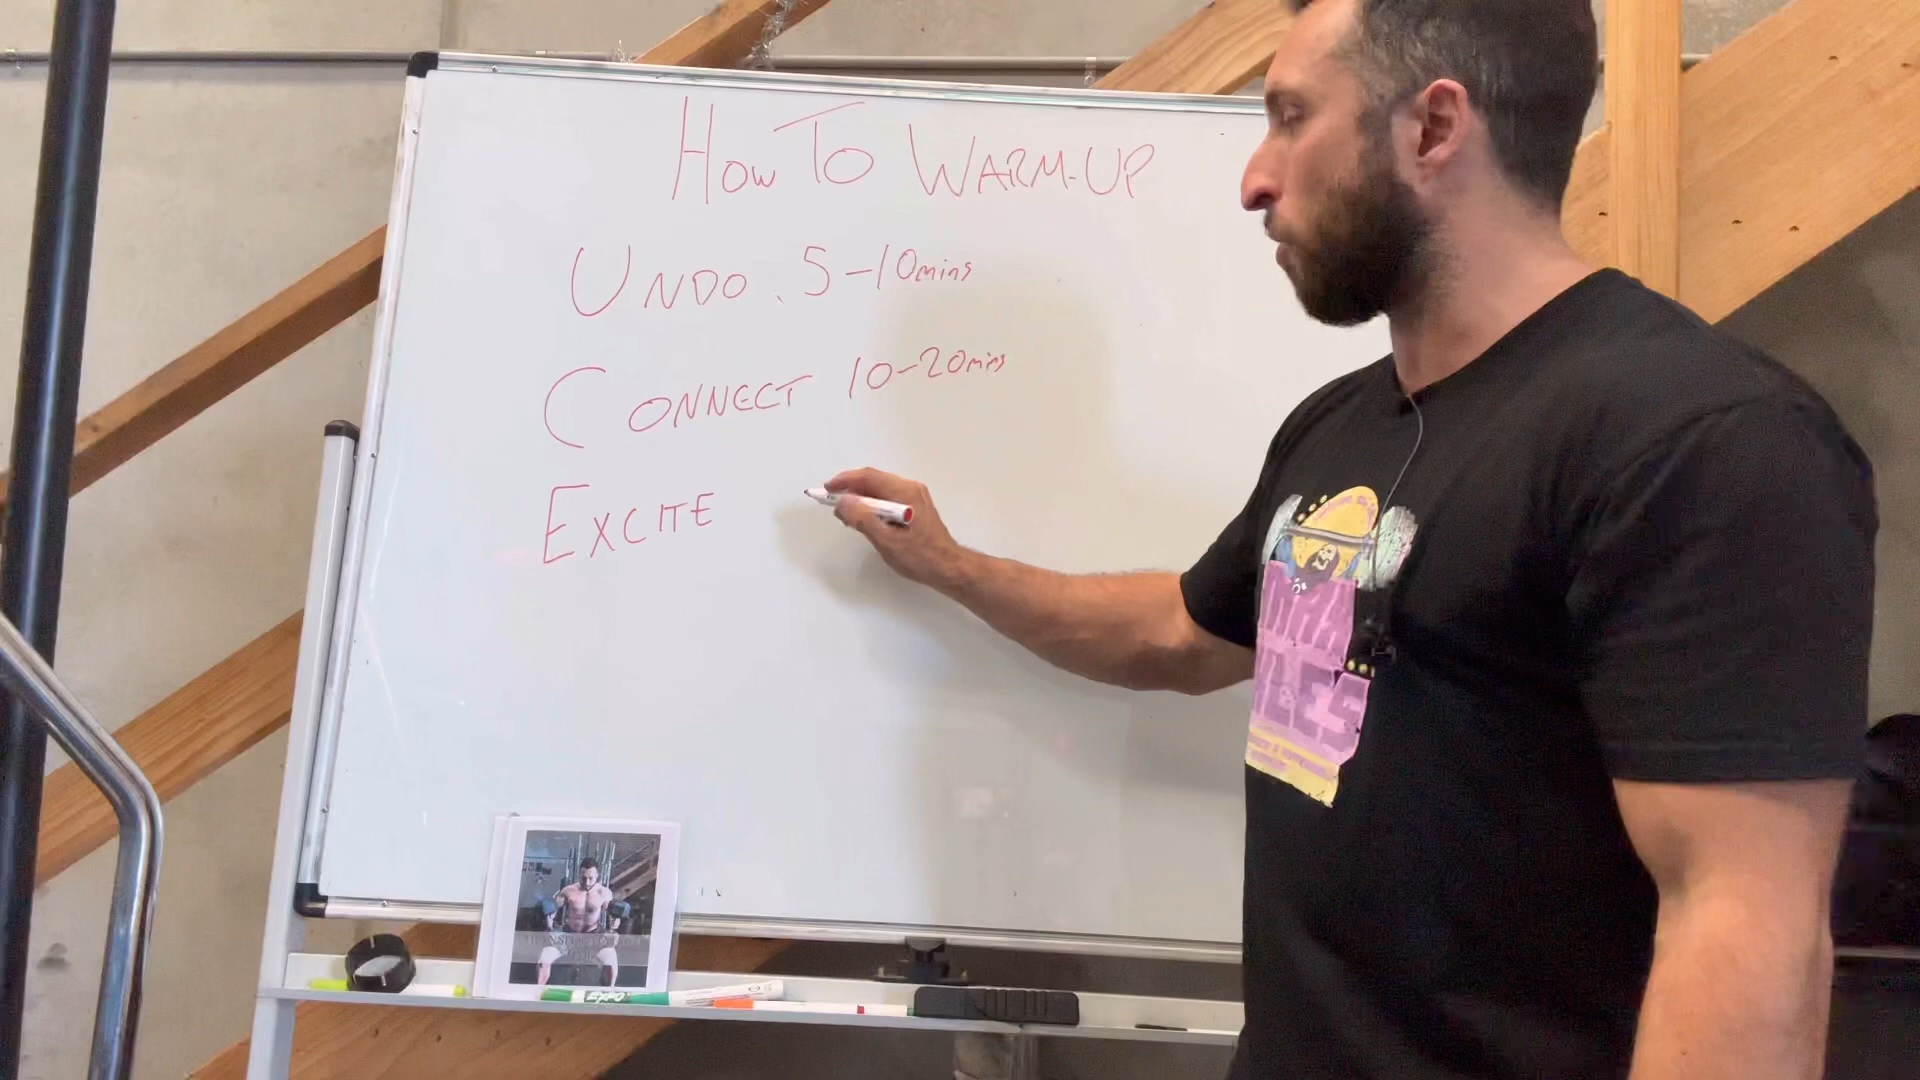 HOW TO WARM-UP
UNDO. 5-10mins
CONNECT 10-20mins
EXCITE